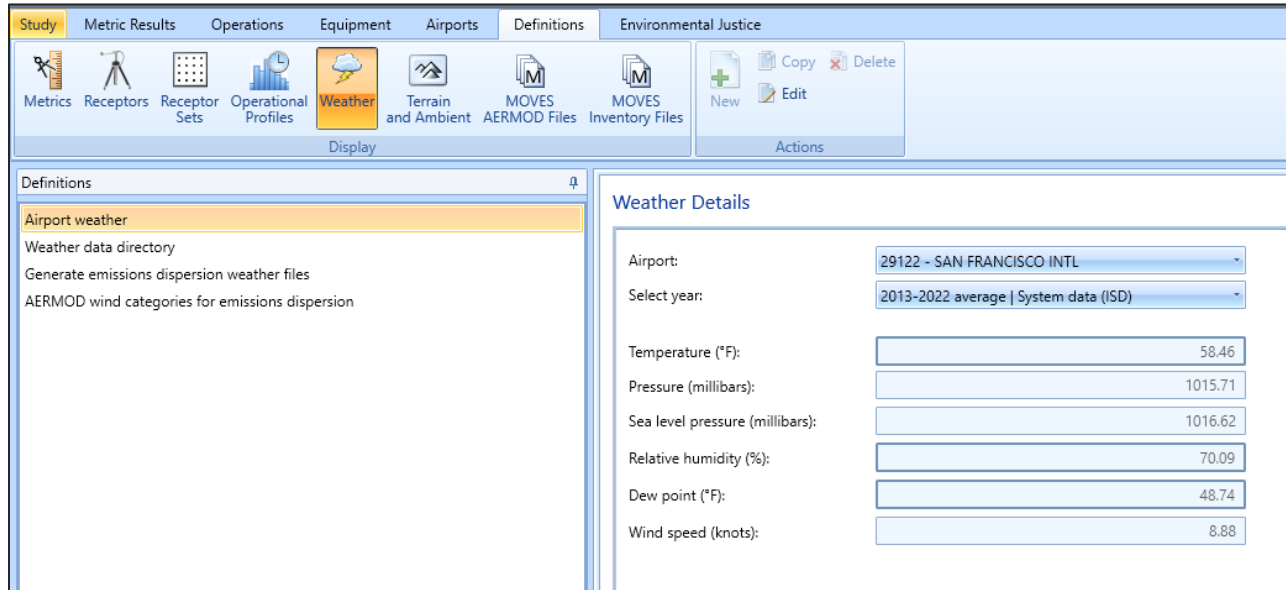 Study Metric Results Operations Equipment Airports Definitions Environmental Justice
Metrics Receptors Receptor Sets Operational Profiles Weather Terrain and Ambient MOVES AERMOD Files MOVES Inventory Files
Display
New Copy Delete
Edit
Actions
Definitions
Airport weather
Weather data directory
Generate emissions dispersion weather files
AERMOD wind categories for emissions dispersion
Weather Details
Airport: 29122 - SAN FRANCISCO INTL
Select year: 2013-2022 average | System data (ISD)
Temperature (°F): 58.46
Pressure (millibars): 1015.71
Sea level pressure (millibars): 1016.62
Relative humidity (%): 70.09
Dew point (°F): 48.74
Wind speed (knots): 8.88